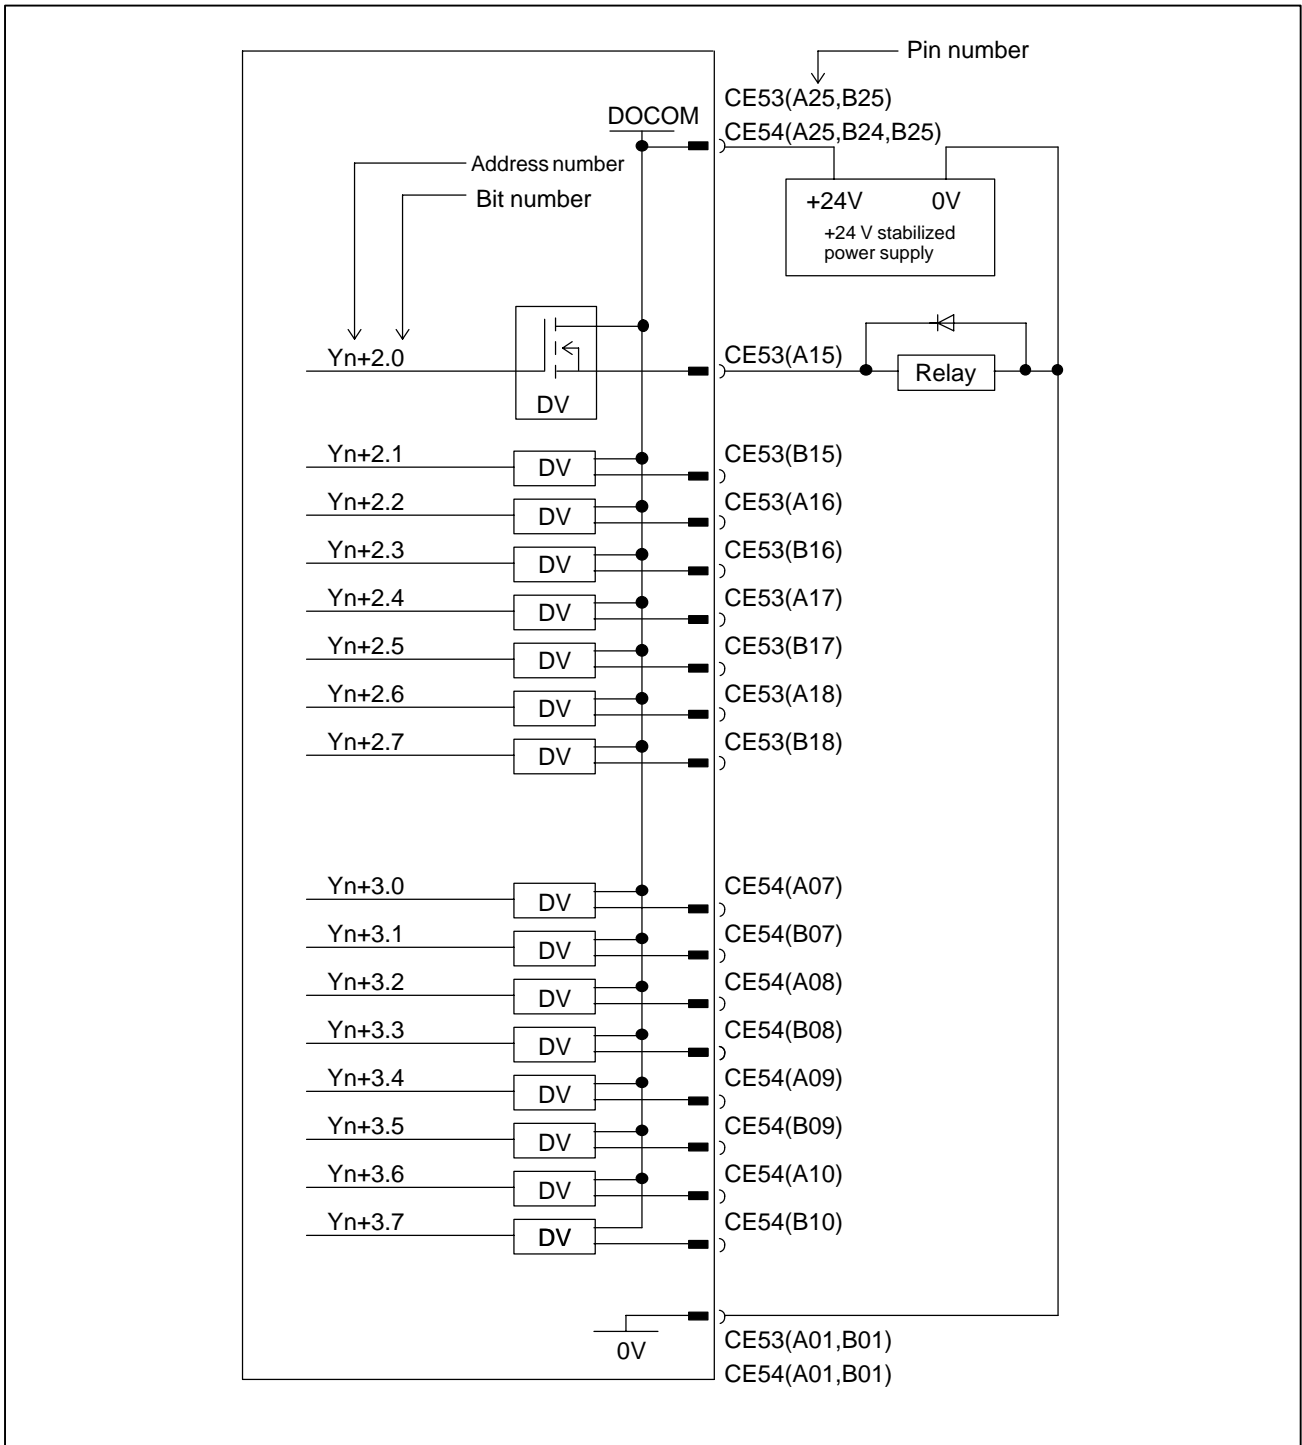 Pin number
CE53(A25,B25)
DOCOM
CE54(A25,B24,B25)
Address number
Bit number
+24V 0V
+24 V stabilized
power supply
Yn+2.0
CE53(A15)
Relay
DV
Yn+2.1 DV CE53(B15)
Yn+2.2 DV CE53(A16)
Yn+2.3 DV CE53(B16)
Yn+2.4 DV CE53(A17)
Yn+2.5 DV CE53(B17)
Yn+2.6 DV CE53(A18)
Yn+2.7 DV CE53(B18)
Yn+3.0 DV CE54(A07)
Yn+3.1 DV CE54(B07)
Yn+3.2 DV CE54(A08)
Yn+3.3 DV CE54(B08)
Yn+3.4 DV CE54(A09)
Yn+3.5 DV CE54(B09)
Yn+3.6 DV CE54(A10)
Yn+3.7 DV CE54(B10)
0V
CE53(A01,B01)
CE54(A01,B01)